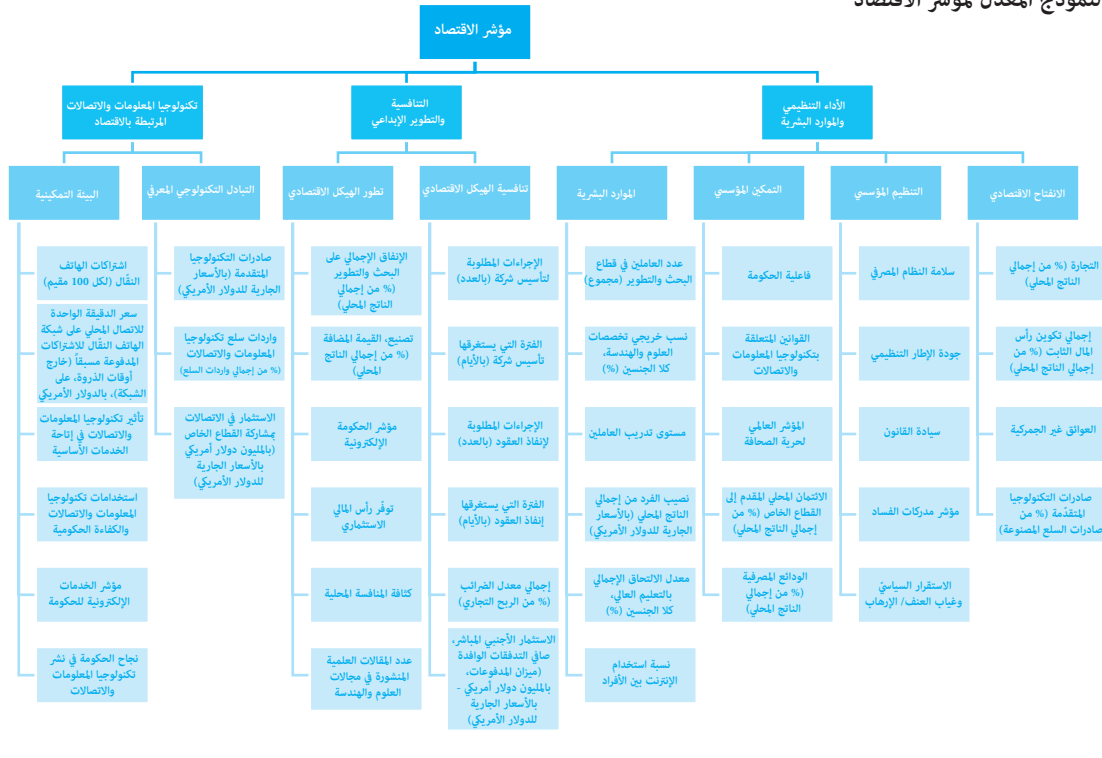 لنموذج المعدل لمؤشر الاقتصاد
مؤشر الاقتصاد
الأداء التنظيمي
والموارد البشرية
التنافسية
والتطوير الإبداعي
تكنولوجيا المعلومات والاتصالات
المرتبطة بالاقتصاد
الانفتاح الاقتصادي
التنظيم المؤسسي
التمكين المؤسسي
الموارد البشرية
تنافسية الهيكل الاقتصادي
تطور الهيكل الاقتصادي
التبادل التكنولوجي المعرفي
البيئة التمكينية
التجارة (% من إجمالي
الناتج المحلي)
إجمالي تكوين رأس
المال الثابت (% من
إجمالي الناتج المحلي)
العوائق غير الجمركية
صادرات التكنولوجيا
المتقدّمة (% من
صادرات السلع المصنوعة)
سلامة النظام المصرفي
جودة الإطار التنظيمي
سيادة القانون
مؤشر مدركات الفساد
الاستقرار السياسيّ
وغياب العنف/ الإرهاب
فاعلية الحكومة
القوانين المتعلقة
بتكنولوجيا المعلومات
والاتصالات
المؤشر العالمي
لحرية الصحافة
الائتمان المحلي المقدم إلى
القطاع الخاص (% من
إجمالي الناتج المحلي)
الودائع المصرفية
(% من إجمالي
الناتج المحلي)
عدد العاملين في قطاع
البحث والتطوير (مجموع)
نسب خريجي تخصصات
العلوم والهندسة،
كلا الجنسين (%)
مستوى تدريب العاملين
نصيب الفرد من إجمالي
الناتج المحلي (بالأسعار
الجارية للدولار الأمريكي)
معدل الالتحاق الإجمالي
بالتعليم العالي،
كلا الجنسين (%)
نسبة استخدام
الإنترنت بين الأفراد
الإجراءات المطلوبة
لتأسيس شركة (بالعدد)
الفترة التي يستغرقها
تأسيس شركة (بالأيام)
الإجراءات المطلوبة
لإنفاذ العقود (بالعدد)
الفترة التي يستغرقها
إنفاذ العقود (بالأيام)
إجمالي معدل الضرائب
(% من الربح التجاري)
الاستثمار الأجنبي المباشر،
صافي التدفقات الوافدة
(ميزان المدفوعات،
بالمليون دولار أمريكي -
بالأسعار الجارية
للدولار الأمريكي)
الإنفاق الإجمالي على
البحث والتطوير
(% من إجمالي
الناتج المحلي)
تصنيع، القيمة المضافة
(% من إجمالي الناتج
المحلي)
مؤشر الحكومة
الإلكترونية
توفّر رأس المالي
الاستثماري
كثافة المنافسة المحلية
عدد المقالات العلمية
المنشورة في مجالات
العلوم والهندسة
صادرات التكنولوجيا
المتقدمة (بالأسعار
الجارية للدولار الأمريكي)
واردات سلع تكنولوجيا
المعلومات والاتصالات
(% من إجمالي واردات السلع)
الاستثمار في الاتصالات
بمشاركة القطاع الخاص
(بالمليون دولار أمريكي
بالأسعار الجارية
للدولار الأمريكي)
اشتراكات الهاتف
النقّال (لكل 100 مقيم)
سعر الدقيقة الواحدة
للاتصال المحلي على شبكة
الهاتف النقّال للاشتراكات
المدفوعة مسبقاً (خارج
أوقات الذروة، على
الشبكة)، بالدولار الأمريكي
تأثير تكنولوجيا المعلومات
والاتصالات في إتاحة
الخدمات الأساسية
استخدامات تكنولوجيا
المعلومات والاتصالات
والكفاءة الحكومية
مؤشر الخدمات
الإلكترونية للحكومة
نجاح الحكومة في نشر
تكنولوجيا المعلومات
والاتصالات